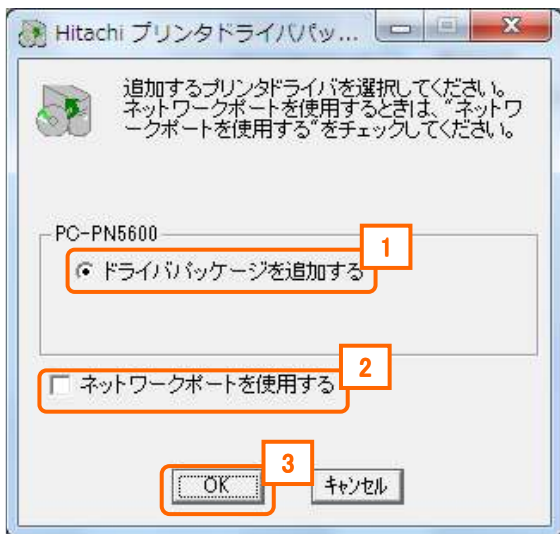 Hitachi プリンタドライバパッ...
追加するプリンタドライバを選択してください。
ネットワークポートを使用するときは、"ネットワ
ークポートを使用する"をチェックしてください。
PC-PN5600
1
ドライバパッケージを追加する
2
ネットワークポートを使用する
3
OK
キャンセル